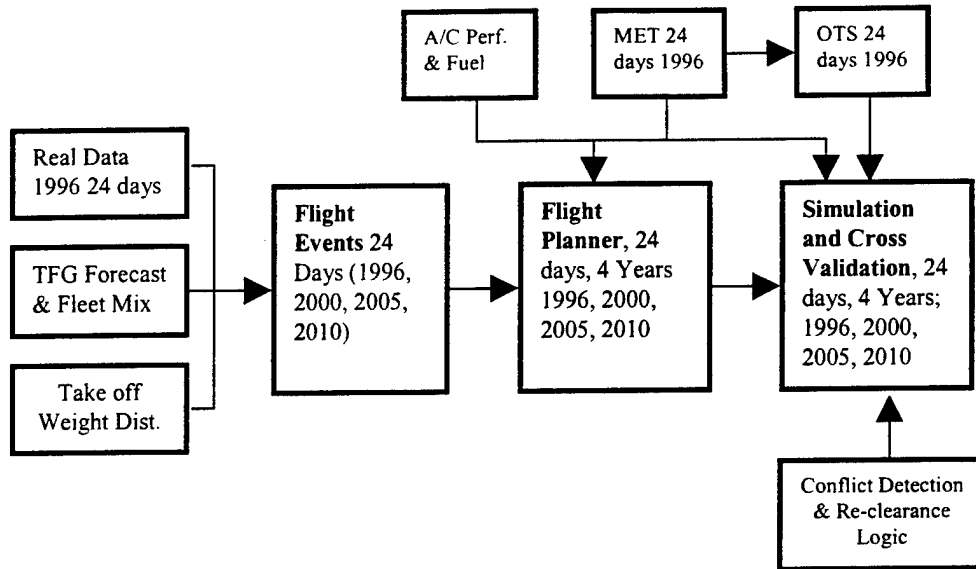 A/C Perf.
& Fuel
MET 24
days 1996
OTS 24
days 1996
Real Data
1996 24 days
TFG Forecast
& Fleet Mix
Take off
Weight Dist.
Flight
Events 24
Days (1996,
2000, 2005,
2010)
Flight
Planner, 24
days, 4 Years
1996, 2000,
2005, 2010
Simulation
and Cross
Validation, 24
days, 4 Years;
1996, 2000,
2005, 2010
Conflict Detection
& Re-clearance
Logic